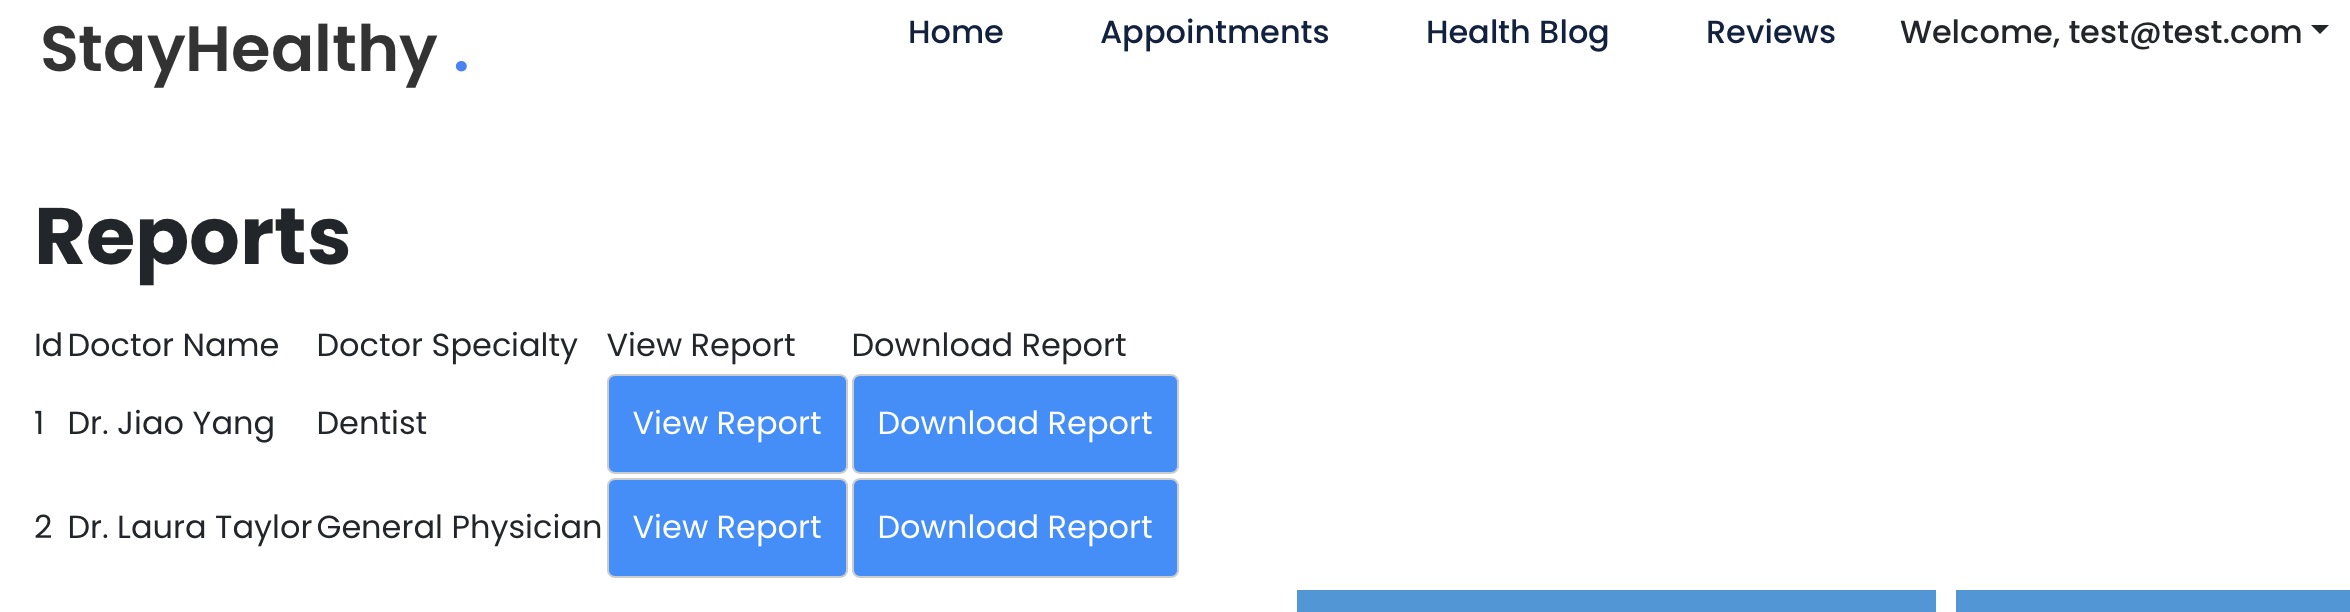 StayHealthy .
Home Appointments Health Blog Reviews Welcome, test@test.com
Reports
Id Doctor Name Doctor Specialty View Report Download Report
1 Dr. Jiao Yang Dentist View Report Download Report
2 Dr. Laura Taylor General Physician View Report Download Report